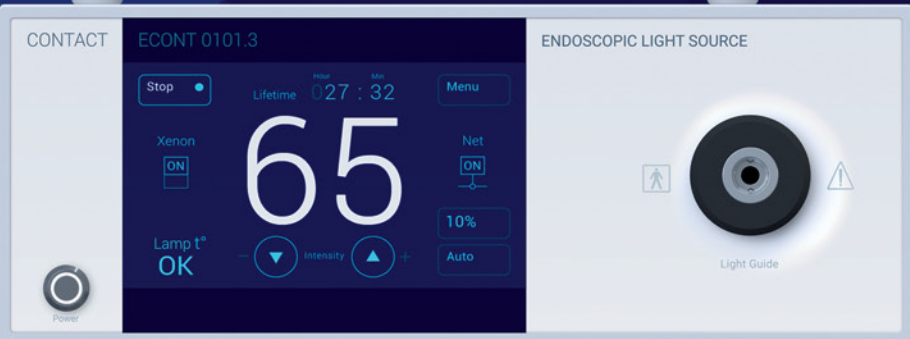 CONTACT
ECONT 0101.3
ENDOSCOPIC LIGHT SOURCE
Stop
Hour
Min
Lifetime
027 : 32
Menu
Xenon
ON
65
Net
ON
10%
Lamp t°
OK
- Intensity +
Auto
Light Guide
Power